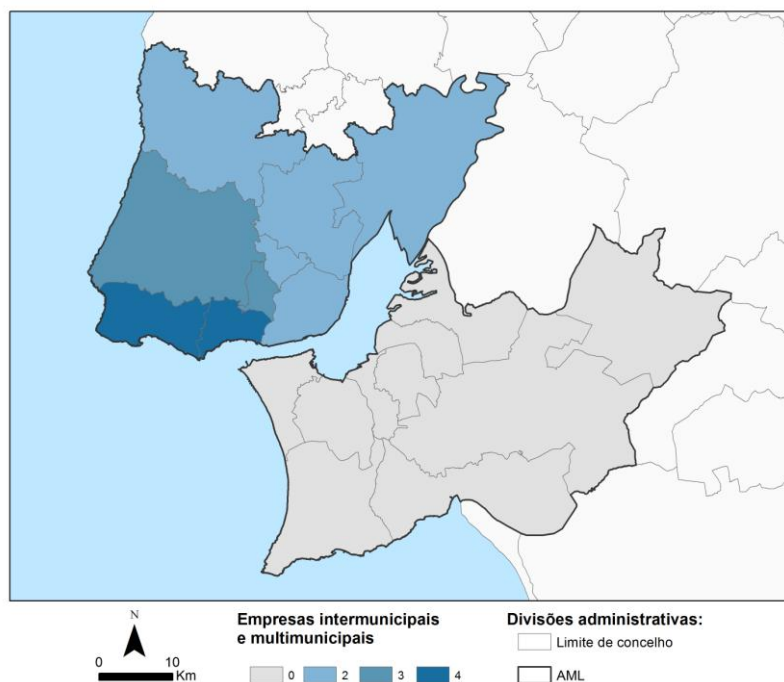 N
0 10
Km
Empresas intermunicipais
e multimunicipais
0 2 3 4
Divisões administrativas:
Limite de concelho
AML